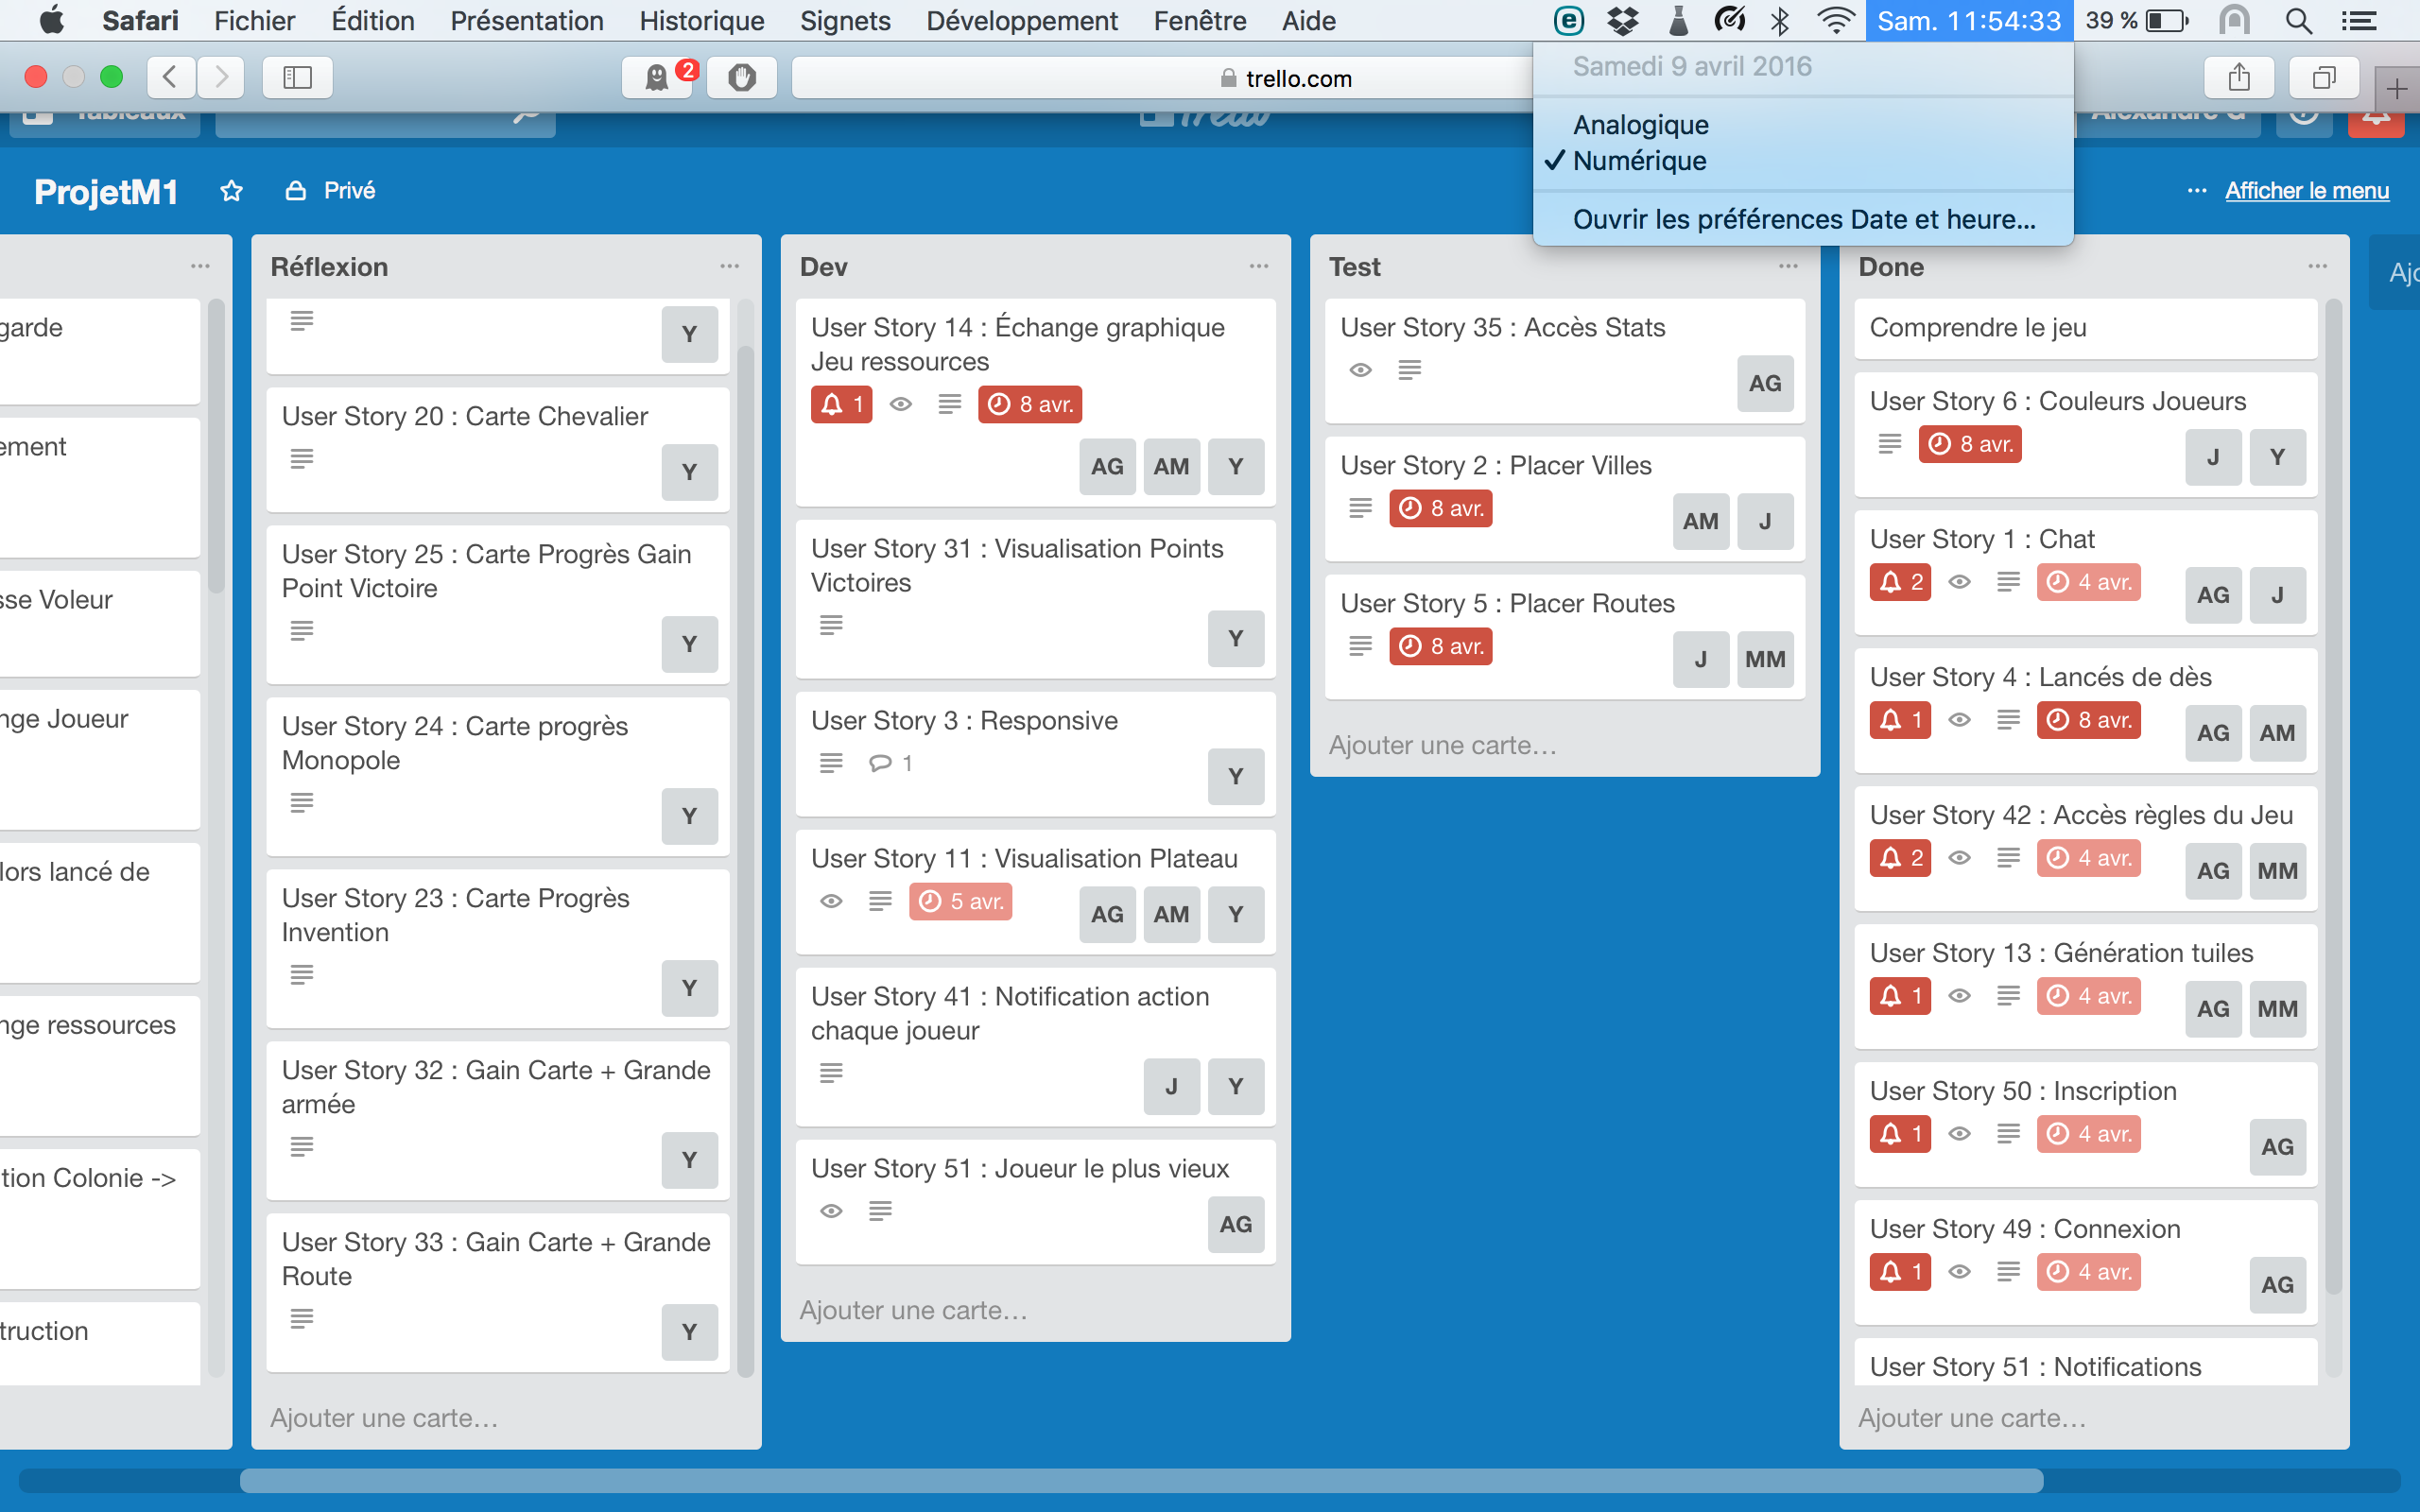 Safari Fichier Édition Présentation Historique Signets Développement Fenêtre Aide
Sam. 11:54:33 39 %
2
trello.com
Samedi 9 avril 2016
Analogique
✓ Numérique
Ouvrir les préférences Date et heure...
Tableaux
Trello
Alexandre G
ProjetM1
Privé
... Afficher le menu
garde
ement
sse Voleur
nge Joueur
lors lancé de
nge ressources
tion Colonie ->
truction
Réflexion
Y
User Story 20 : Carte Chevalier
Y
User Story 25 : Carte Progrès Gain
Point Victoire
Y
User Story 24 : Carte progrès
Monopole
Y
User Story 23 : Carte Progrès
Invention
Y
User Story 32 : Gain Carte + Grande
armée
Y
User Story 33 : Gain Carte + Grande
Route
Y
Ajouter une carte…
Dev
User Story 14 : Échange graphique
Jeu ressources
1 8 avr.
AG AM Y
User Story 31 : Visualisation Points
Victoires
Y
User Story 3 : Responsive
1
Y
User Story 11 : Visualisation Plateau
5 avr.
AG AM Y
User Story 41 : Notification action
chaque joueur
J Y
User Story 51 : Joueur le plus vieux
AG
Ajouter une carte…
Test
User Story 35 : Accès Stats
AG
User Story 2 : Placer Villes
8 avr.
AM J
User Story 5 : Placer Routes
8 avr.
J MM
Ajouter une carte…
Done
Comprendre le jeu
User Story 6 : Couleurs Joueurs
8 avr.
J Y
User Story 1 : Chat
2 4 avr.
AG J
User Story 4 : Lancés de dès
1 8 avr.
AG AM
User Story 42 : Accès règles du Jeu
2 4 avr.
AG MM
User Story 13 : Génération tuiles
1 4 avr.
AG MM
User Story 50 : Inscription
1 4 avr.
AG
User Story 49 : Connexion
1 4 avr.
AG
User Story 51 : Notifications
Ajouter une carte…
Ajo